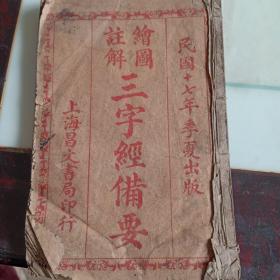 民國十七年季夏出版
繪圖
註解
三字經備要
上海昌文書局印行